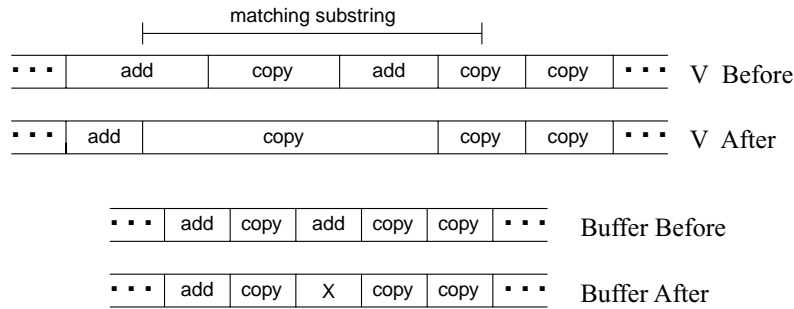 matching substring
... add copy add copy copy ... V Before
... add copy copy copy ... V After
... add copy add copy copy ... Buffer Before
... add copy X copy copy ... Buffer After